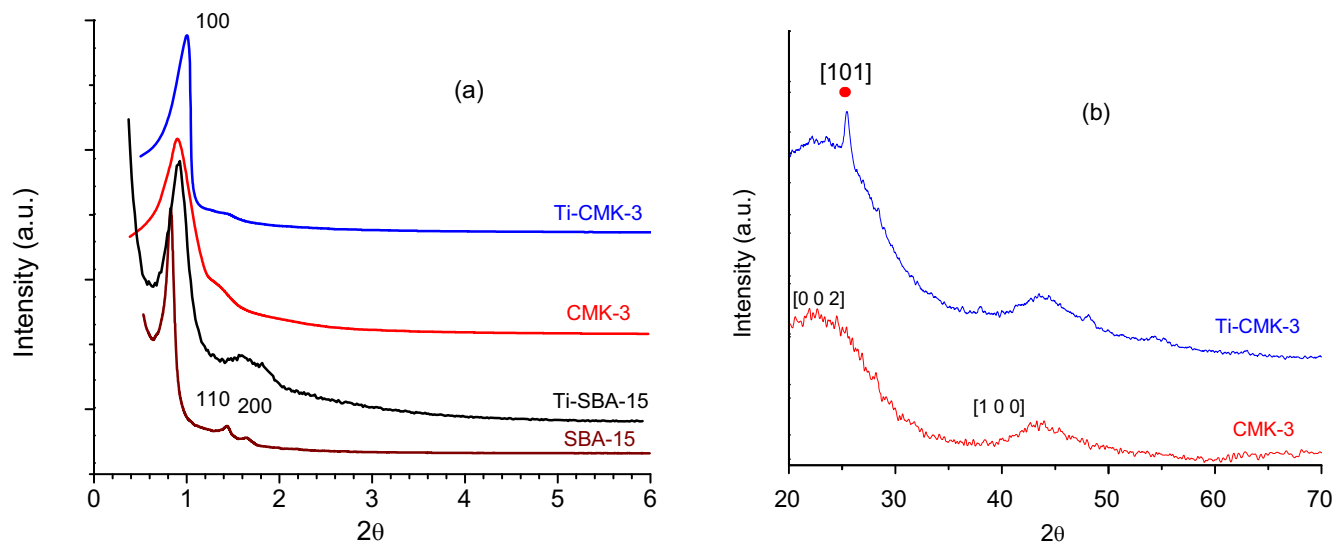 100
(a)
Intensity (a.u.)
Ti-CMK-3
CMK-3
Ti-SBA-15
110 200
SBA-15
0 1 2 3 4 5 6
2θ
[101]
(b)
Intensity (a.u.)
[0 0 2]
Ti-CMK-3
[1 0 0]
CMK-3
20 30 40 50 60 70
2θ